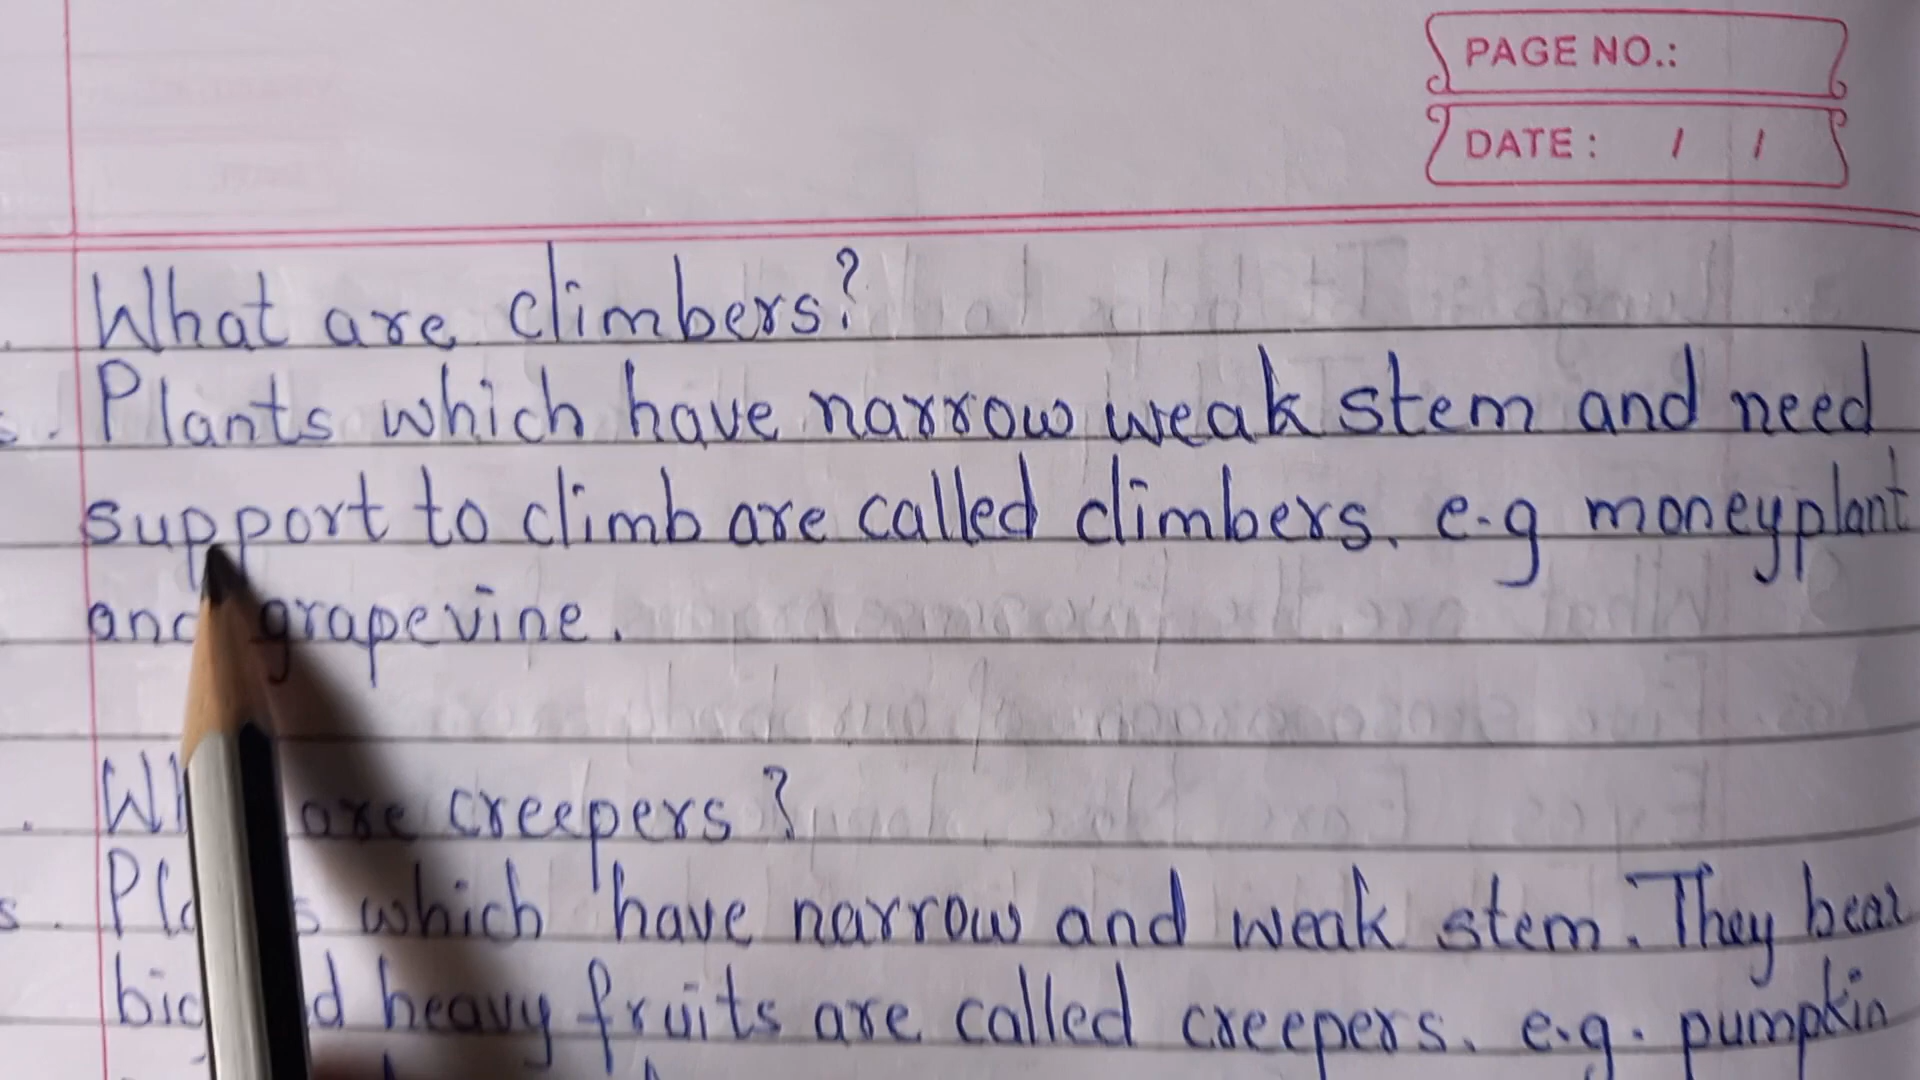 PAGE NO.:
DATE : / /
What are climbers?
Plants which have narrow weak stem and need
support to climb are called climbers. e.g moneyplant
and grapevine.
are creepers ?
which have narrow and weak stem. They bear
heavy fruits are called creepers. e.g. pumpkin